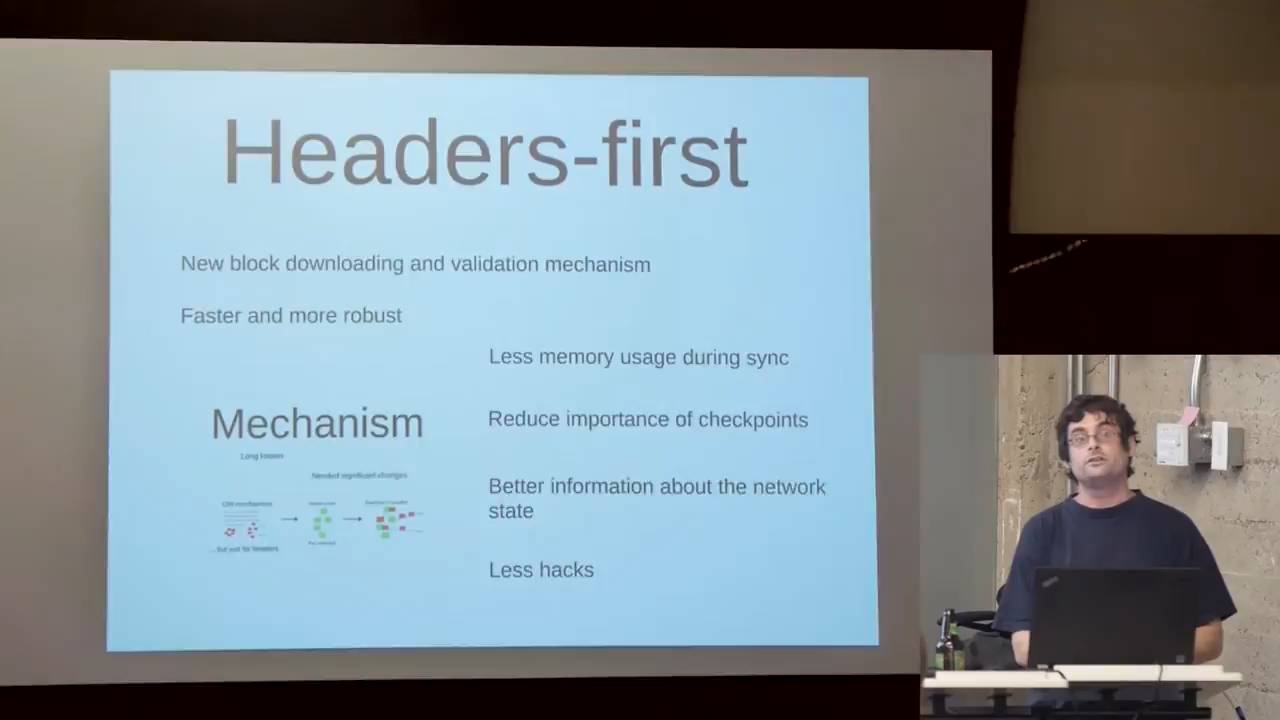 Headers-first
New block downloading and validation mechanism
Faster and more robust
Less memory usage during sync
Reduce importance of checkpoints
Better information about the network
state
Less hacks
Mechanism
Long known
Needed significant changes
Old mechanism
... but not for headers